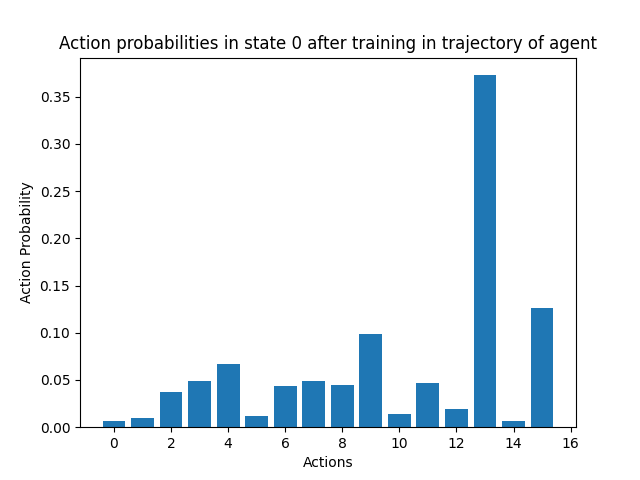 Action probabilities in state 0 after training in trajectory of agent
Action Probability
0.35
0.30
0.25
0.20
0.15
0.10
0.05
0.00
0 2 4 6 8 10 12 14 16
Actions